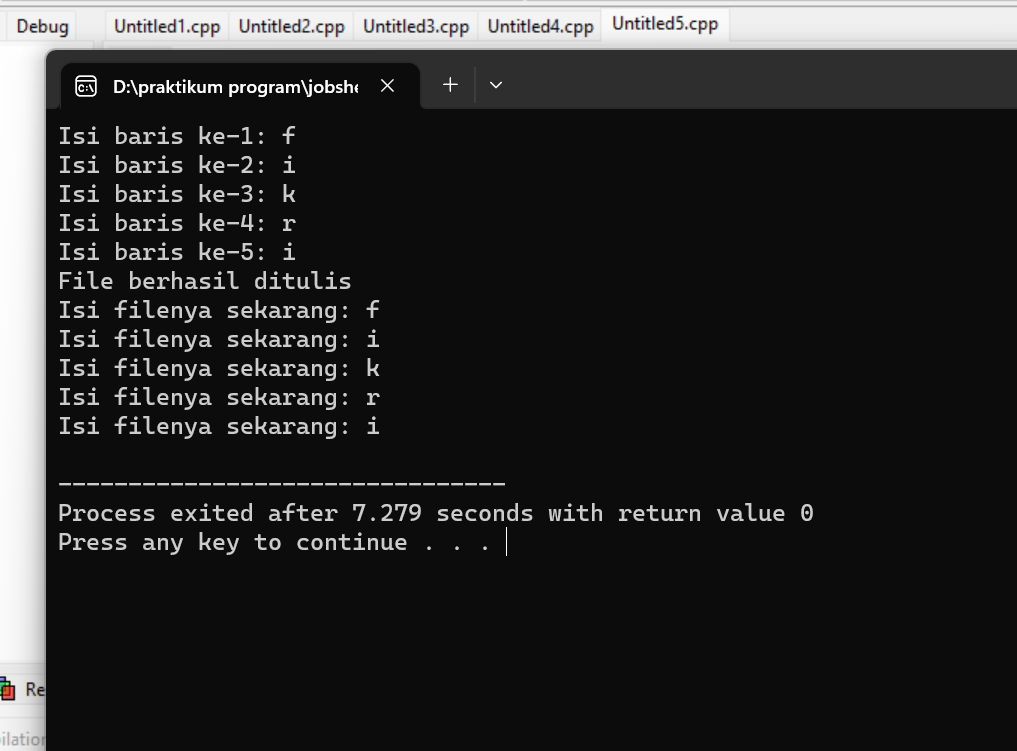 Debug Untitled1.cpp Untitled2.cpp Untitled3.cpp Untitled4.cpp Untitled5.cpp
D:\praktikum program\jobshe
Isi baris ke-1: f
Isi baris ke-2: i
Isi baris ke-3: k
Isi baris ke-4: r
Isi baris ke-5: i
File berhasil ditulis
Isi filenya sekarang: f
Isi filenya sekarang: i
Isi filenya sekarang: k
Isi filenya sekarang: r
Isi filenya sekarang: i
--------------------------------
Process exited after 7.279 seconds with return value 0
Press any key to continue . . .
Re
ilation